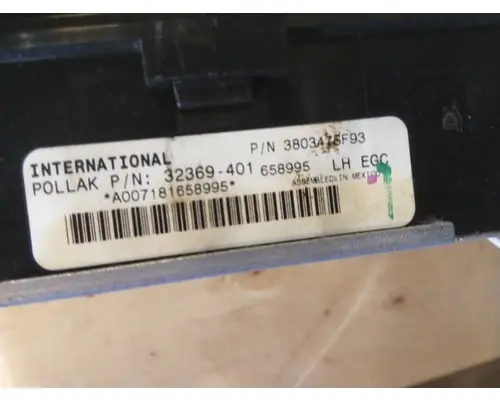 INTERNATIONAL P/N 3803475F93
POLLAK P/N: 32369-401 658995 LH EGC
*A007181658995* ASSEMBLED IN MEXICO